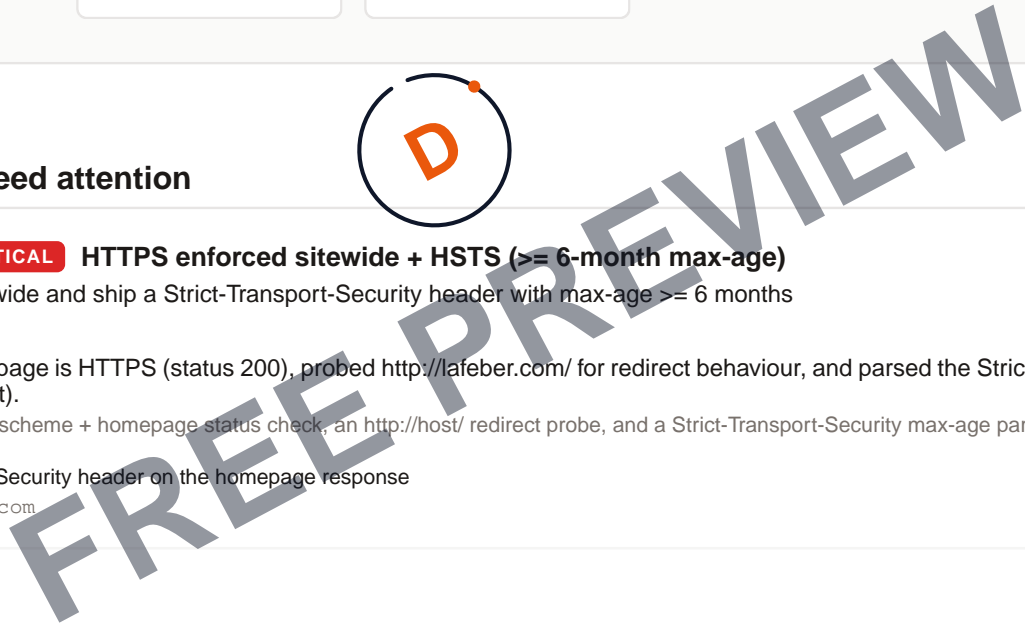 D
eed attention
TICAL HTTPS enforced sitewide + HSTS (>= 6-month max-age)
wide and ship a Strict-Transport-Security header with max-age >= 6 months
page is HTTPS (status 200), probed http://lafeber.com/ for redirect behaviour, and parsed the Stric
t).
scheme + homepage status check, an http://host/ redirect probe, and a Strict-Transport-Security max-age par
Security header on the homepage response
com
FREE PREVIEW